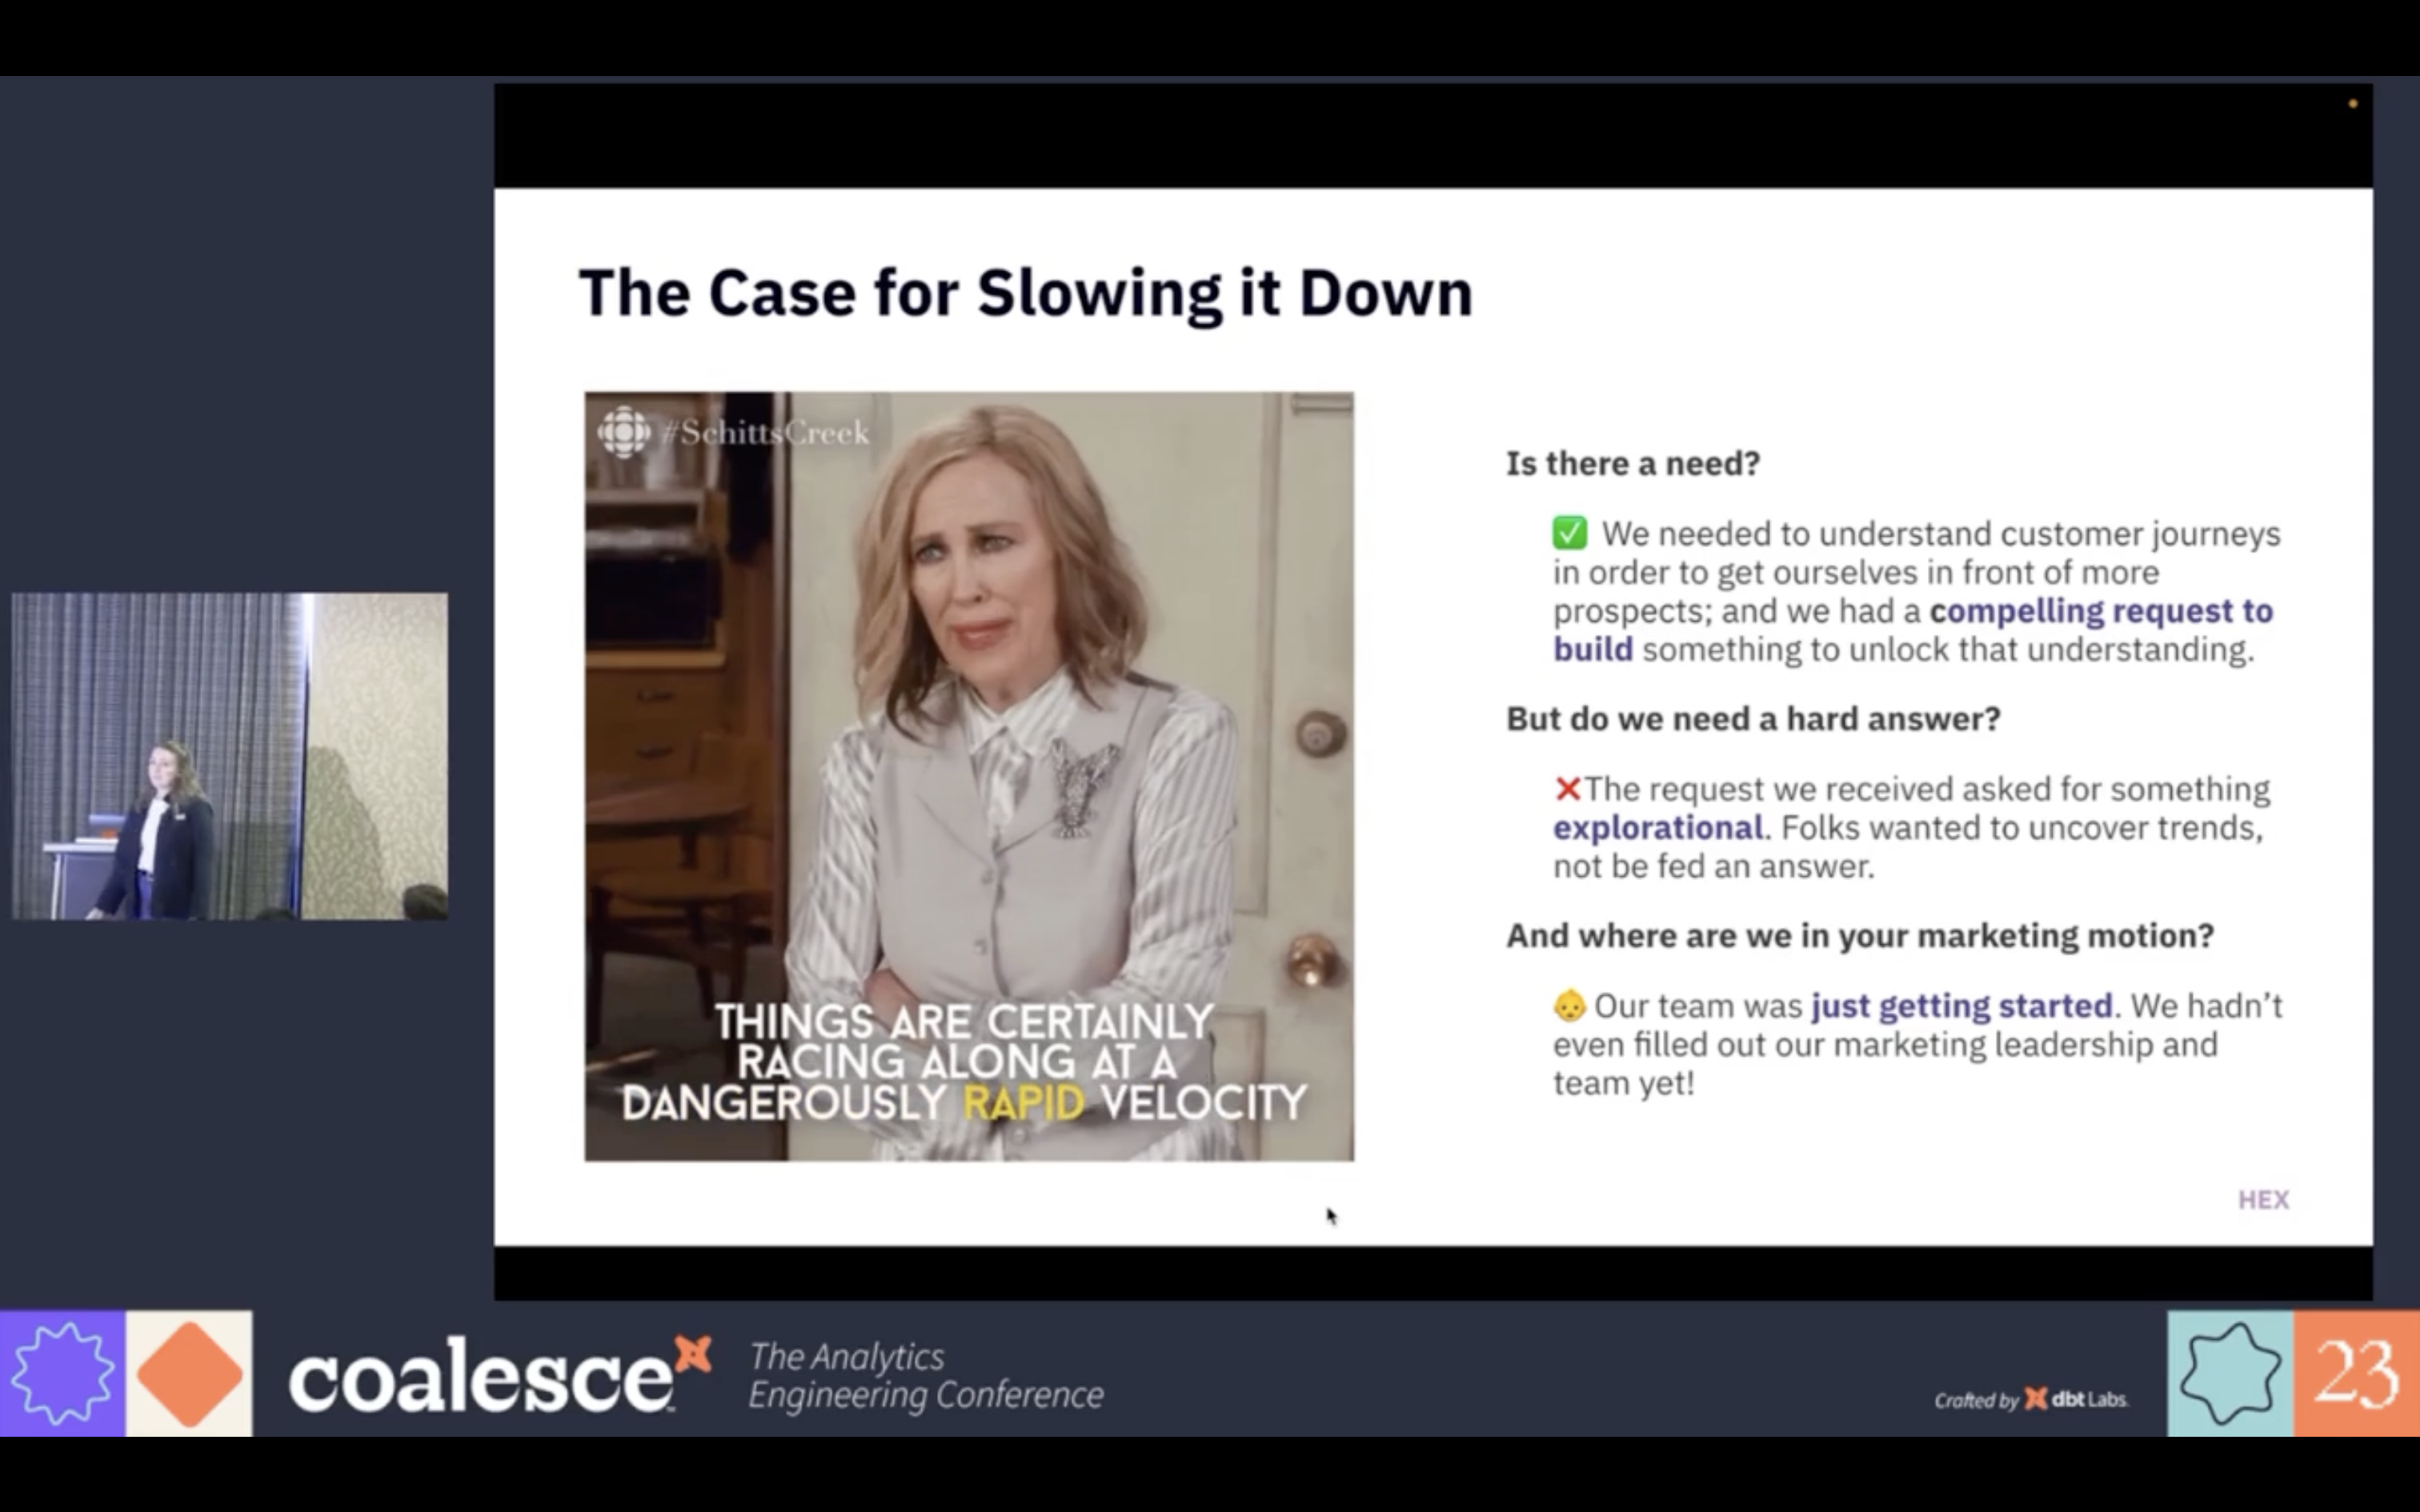 The Case for Slowing it Down
#SchittsCreek
THINGS ARE CERTAINLY
RACING ALONG AT A
DANGEROUSLY RAPID VELOCITY
Is there a need?
✅ We needed to understand customer journeys
in order to get ourselves in front of more
prospects; and we had a compelling request to
build something to unlock that understanding.
But do we need a hard answer?
❌The request we received asked for something
explorational. Folks wanted to uncover trends,
not be fed an answer.
And where are we in your marketing motion?
👶 Our team was just getting started. We hadn’t
even filled out our marketing leadership and
team yet!
HEX
coalesce
The Analytics
Engineering Conference
Crafted by dbt Labs.
23